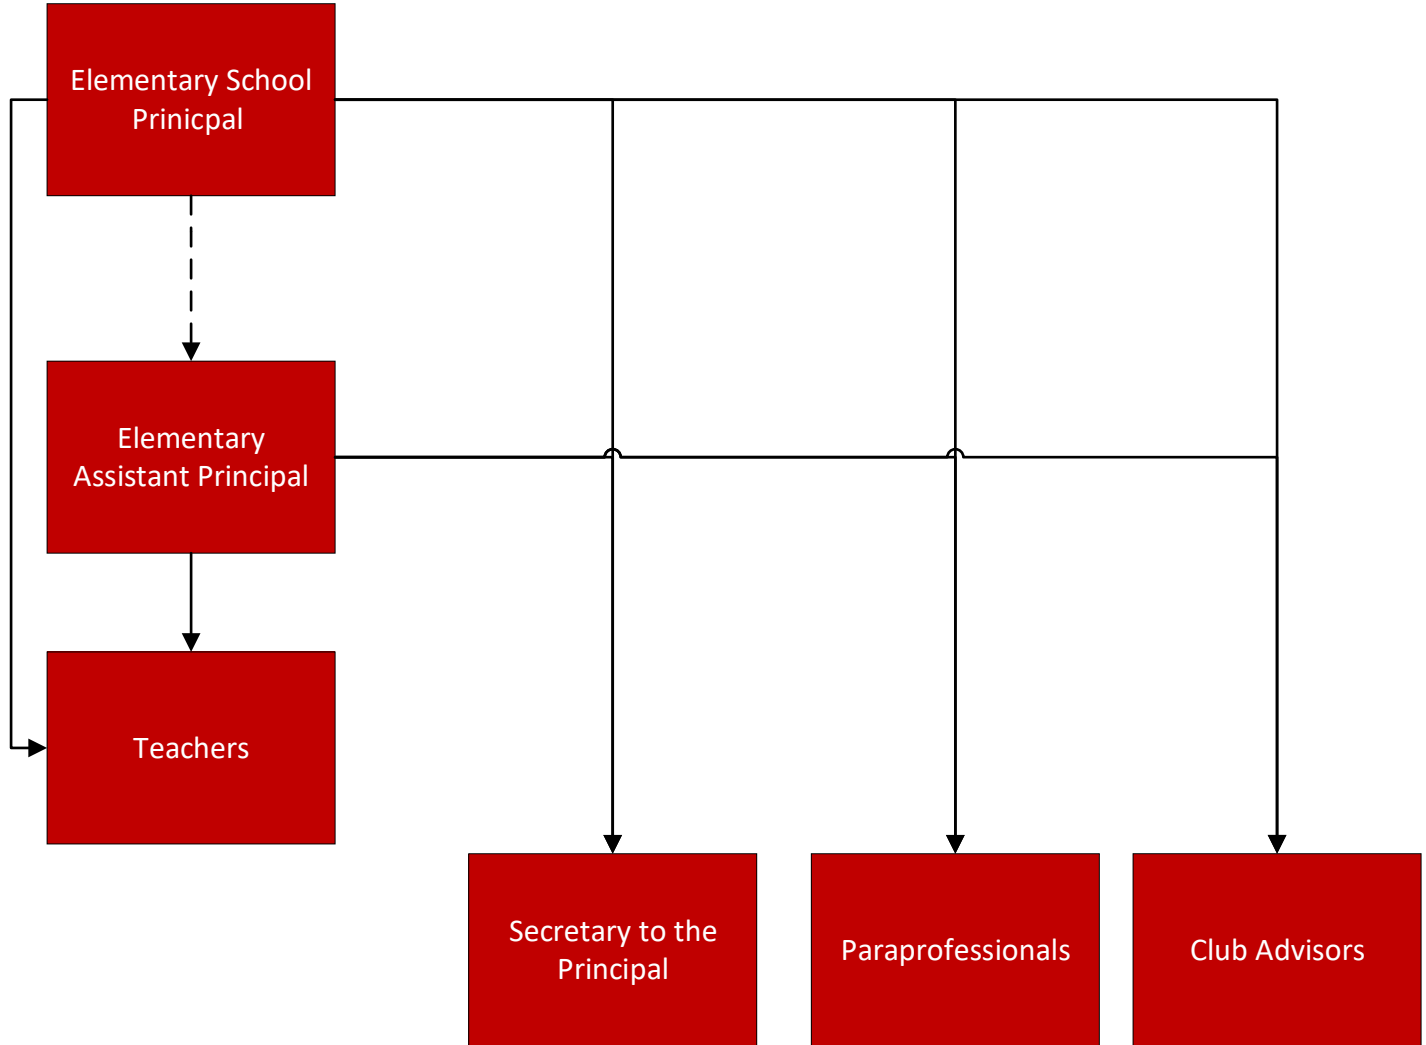 Elementary School
Prinicpal
Elementary
Assistant Principal
Teachers
Secretary to the
Principal
Paraprofessionals
Club Advisors